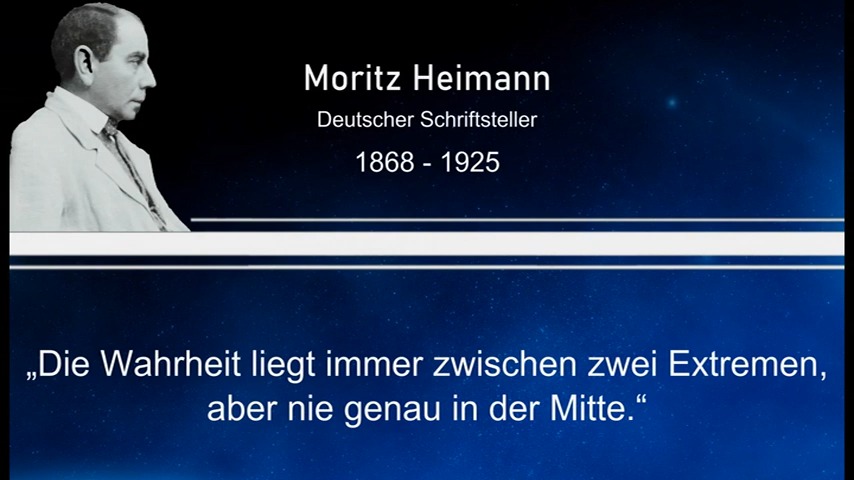 Moritz Heimann
Deutscher Schriftsteller
1868 - 1925
„Die Wahrheit liegt immer zwischen zwei Extremen,
aber nie genau in der Mitte.“